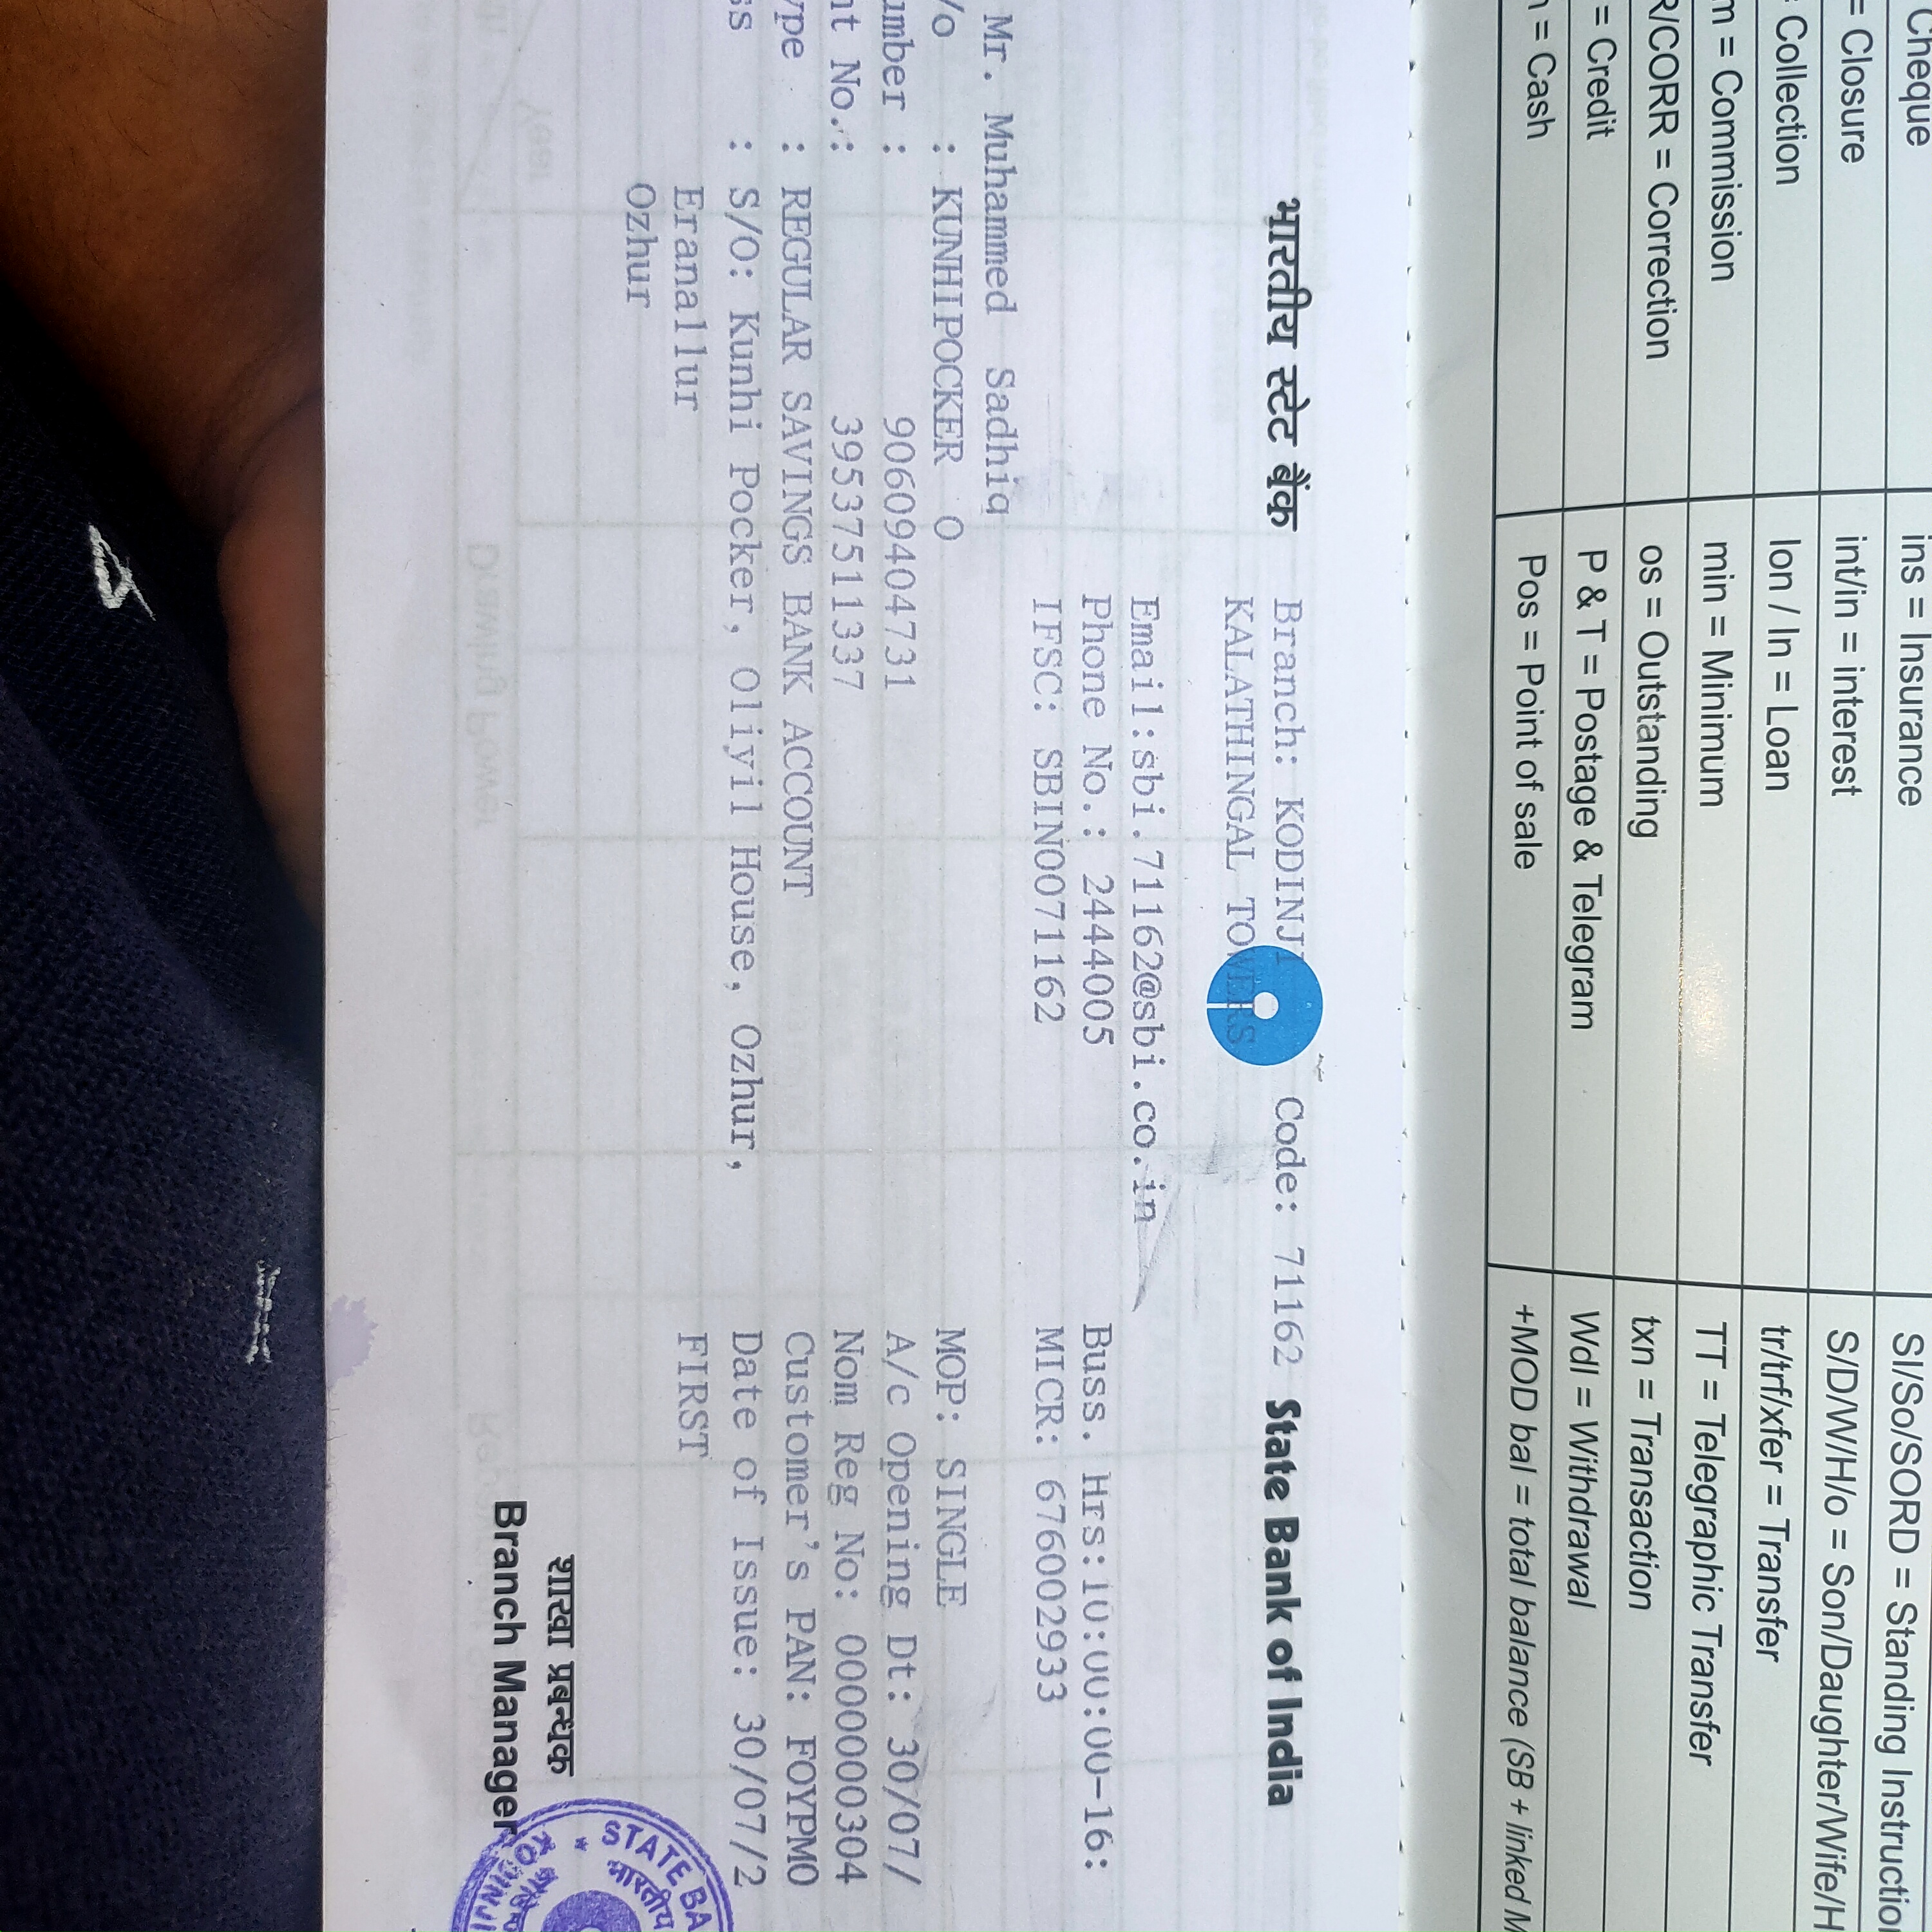 Cheque
= Closure
= Collection
m = Commission
R/CORR = Correction
= Credit
= Cash
ins = Insurance
int/in = interest
lon / ln = Loan
min = Minimum
os = Outstanding
P & T = Postage & Telegram
Pos = Point of sale
SI/So/SORD = Standing Instruction
S/D/W/H/o = Son/Daughter/Wife/H
tr/trf/xfer = Transfer
TT = Telegraphic Transfer
txn = Transaction
Wdl = Withdrawal
+MOD bal = total balance (SB + linked M
भारतीय स्टेट बैंक Branch: KODINJI Code: 71162 State Bank of India
KALATHINGAL TOWERS
Email:sbi.71162@sbi.co.in
Phone No.: 2444005 Buss. Hrs:10:00:00-16:
IFSC: SBIN0071162 MICR: 676002933
Mr. Muhammed Sadhiq
/o : KUNHIPOCKER O MOP: SINGLE
umber : 90609404731 A/c Opening Dt: 30/07/
nt No.: 39537511337 Nom Reg No: 0000000304
ype : REGULAR SAVINGS BANK ACCOUNT Customer's PAN: FOYPM0
ss : S/O: Kunhi Pocker, Oliyil House, Ozhur, Date of Issue: 30/07/2
Eranallur FIRST
Ozhur
शाखा प्रबन्धक
Branch Manager
STATE BA
भारतीय